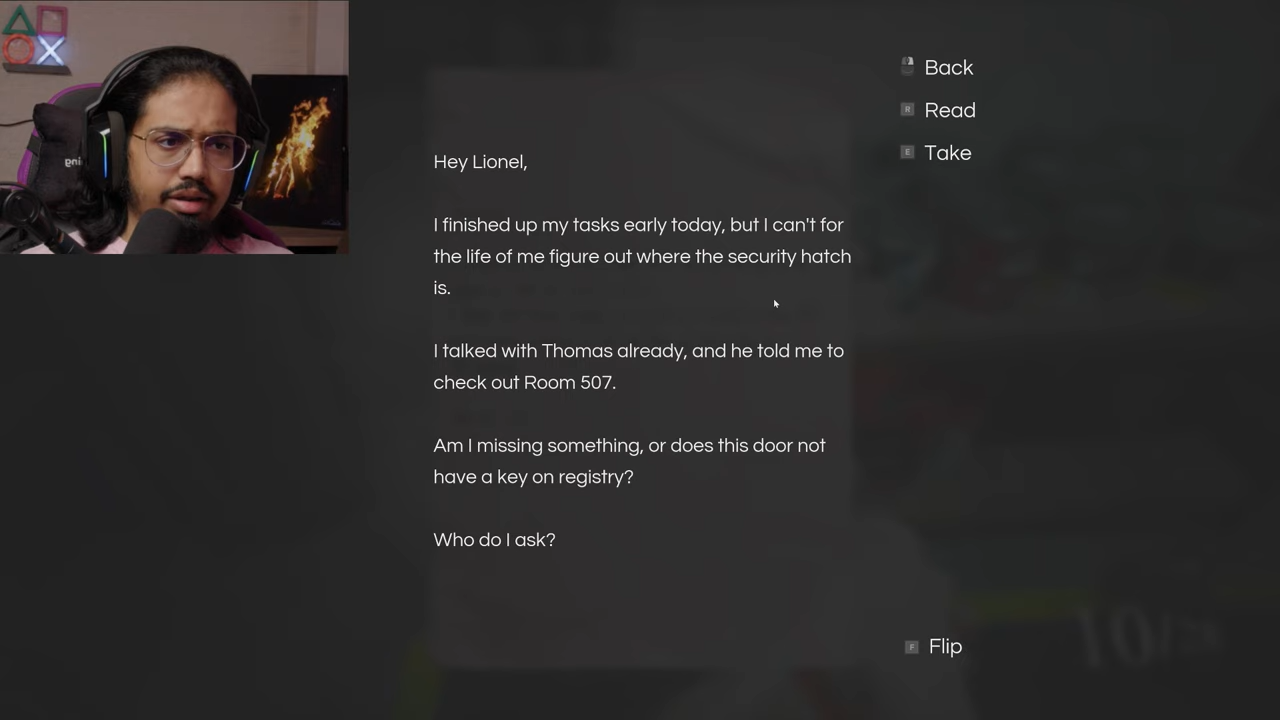 Back
R Read
E Take
Hey Lionel,
I finished up my tasks early today, but I can't for
the life of me figure out where the security hatch
is.
I talked with Thomas already, and he told me to
check out Room 507.
Am I missing something, or does this door not
have a key on registry?
Who do I ask?
F Flip